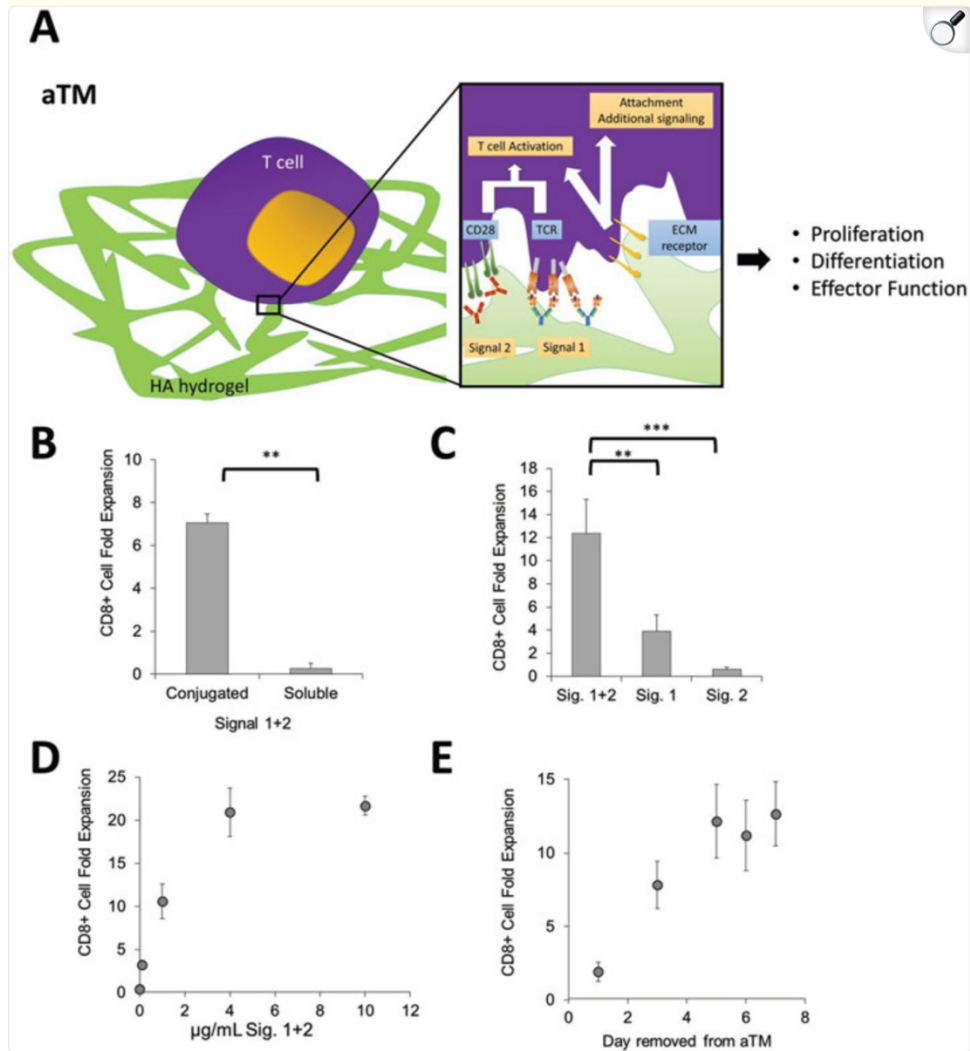 A
aTM
T cell
HA hydrogel
Attachment
Additional signaling
T cell Activation
CD28
TCR
ECM
receptor
Signal 2
Signal 1
• Proliferation
• Differentiation
• Effector Function
B
CD8+ Cell Fold Expansion
10
8
6
4
2
0
**
Conjugated
Soluble
Signal 1+2
C
CD8+ Cell Fold Expansion
18
16
14
12
10
8
6
4
2
0
***
**
Sig. 1+2
Sig. 1
Sig. 2
D
CD8+ Cell Fold Expansion
25
20
15
10
5
0
0 2 4 6 8 10 12
µg/mL Sig. 1+2
E
CD8+ Cell Fold Expansion
15
10
5
0
0 2 4 6 8
Day removed from aTM